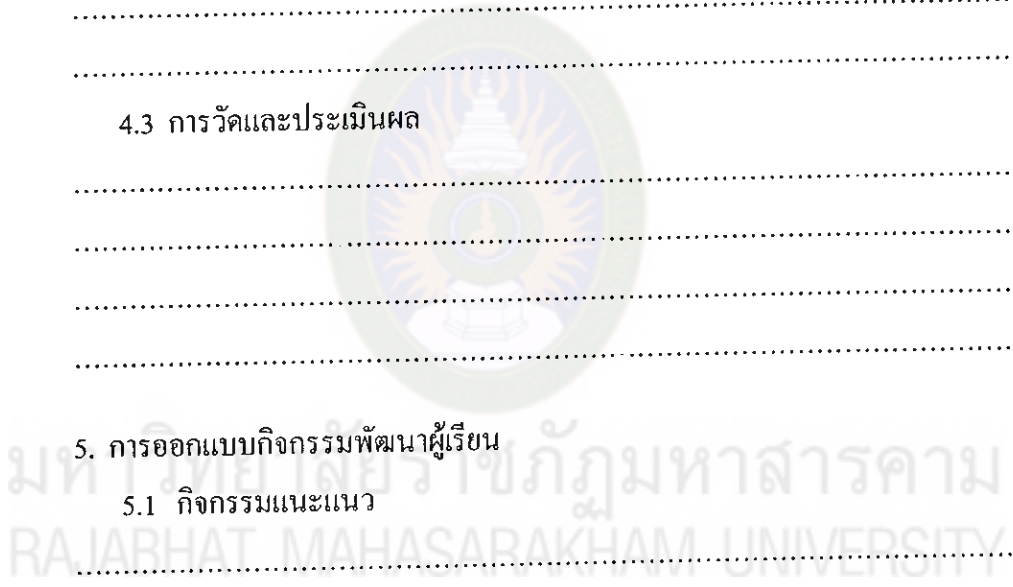 ........................................................................
........................................................................
4.3 การวัดและประเมินผล
........................................................................
........................................................................
........................................................................
........................................................................
5. การออกแบบกิจกรรมพัฒนาผู้เรียน
มหาวิทยาลัยราชภัฏมหาสารคาม
5.1 กิจกรรมแนะแนว
RAJABHAT MAHASARAKHAM UNIVERSITY
........................................................................